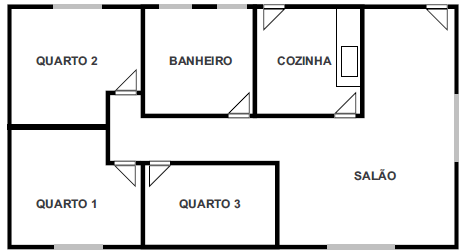 QUARTO 2
BANHEIRO
COZINHA
SALÃO
QUARTO 1
QUARTO 3